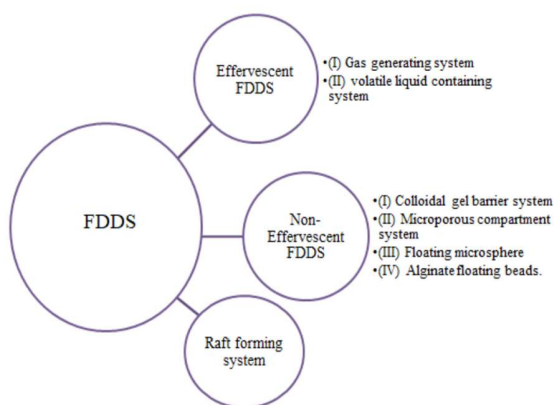 Effervescent
FDDS
•(I) Gas generating system
•(II) volatile liquid containing
system
FDDS
Non-
Effervescent
FDDS
•(I) Colloidal gel barrier system
•(II) Microporous compartment
system
•(III) Floating microsphere
•(IV) Alginate floating beads.
Raft forming
system